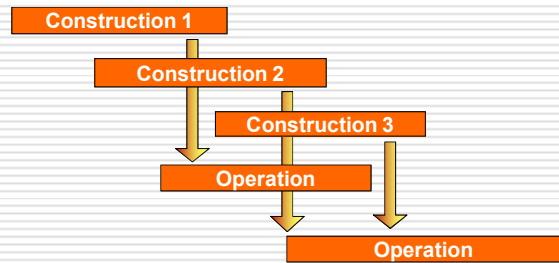 Construction 1
Construction 2
Construction 3
Operation
Operation